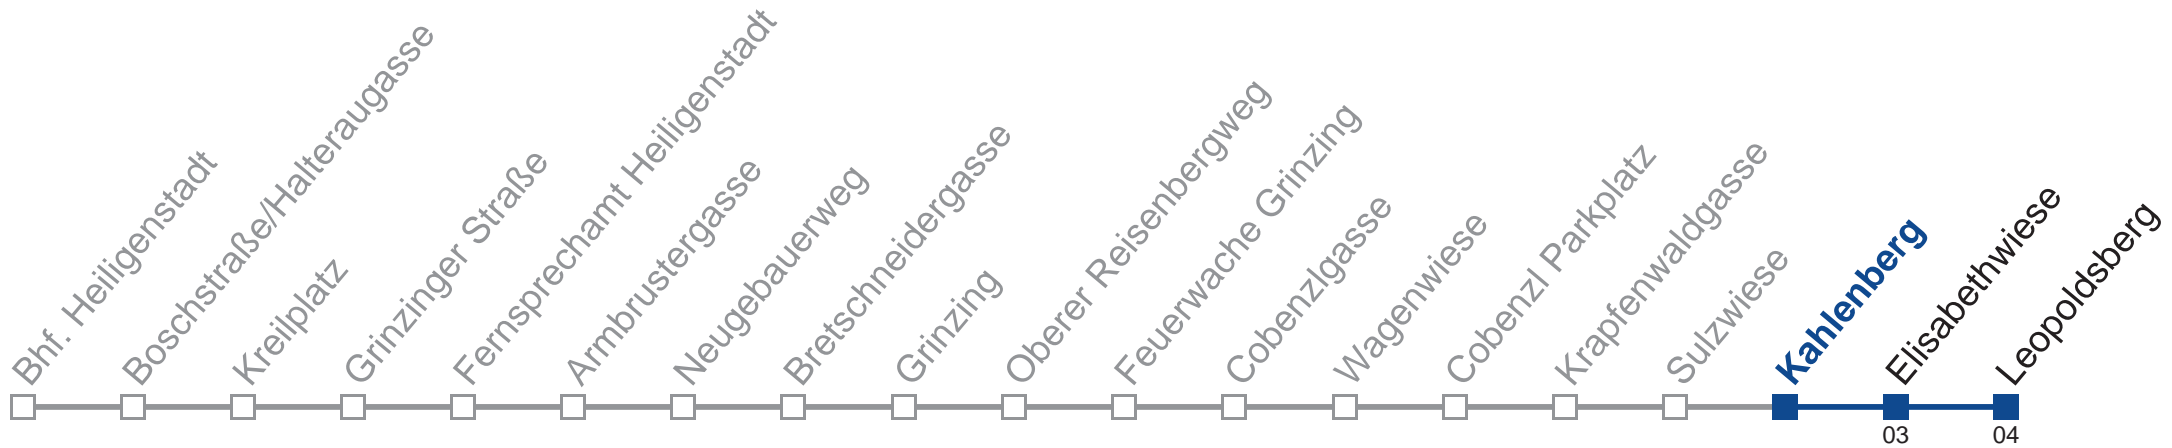 Bhf. Heiligenstadt
Boschstraße/Halteraugasse
Kreilplatz
Grinzinger Straße
Fernsprechamt Heiligenstadt
Armbrustergasse
Neugebauerweg
Bretschneidergasse
Grinzing
Oberer Reisenbergweg
Feuerwache Grinzing
Cobenzlgasse
Wagenwiese
Cobenzl Parkplatz
Krapfenwaldgasse
Sulzwiese
Kahlenberg
Elisabethwiese
Leopoldsberg
03
04